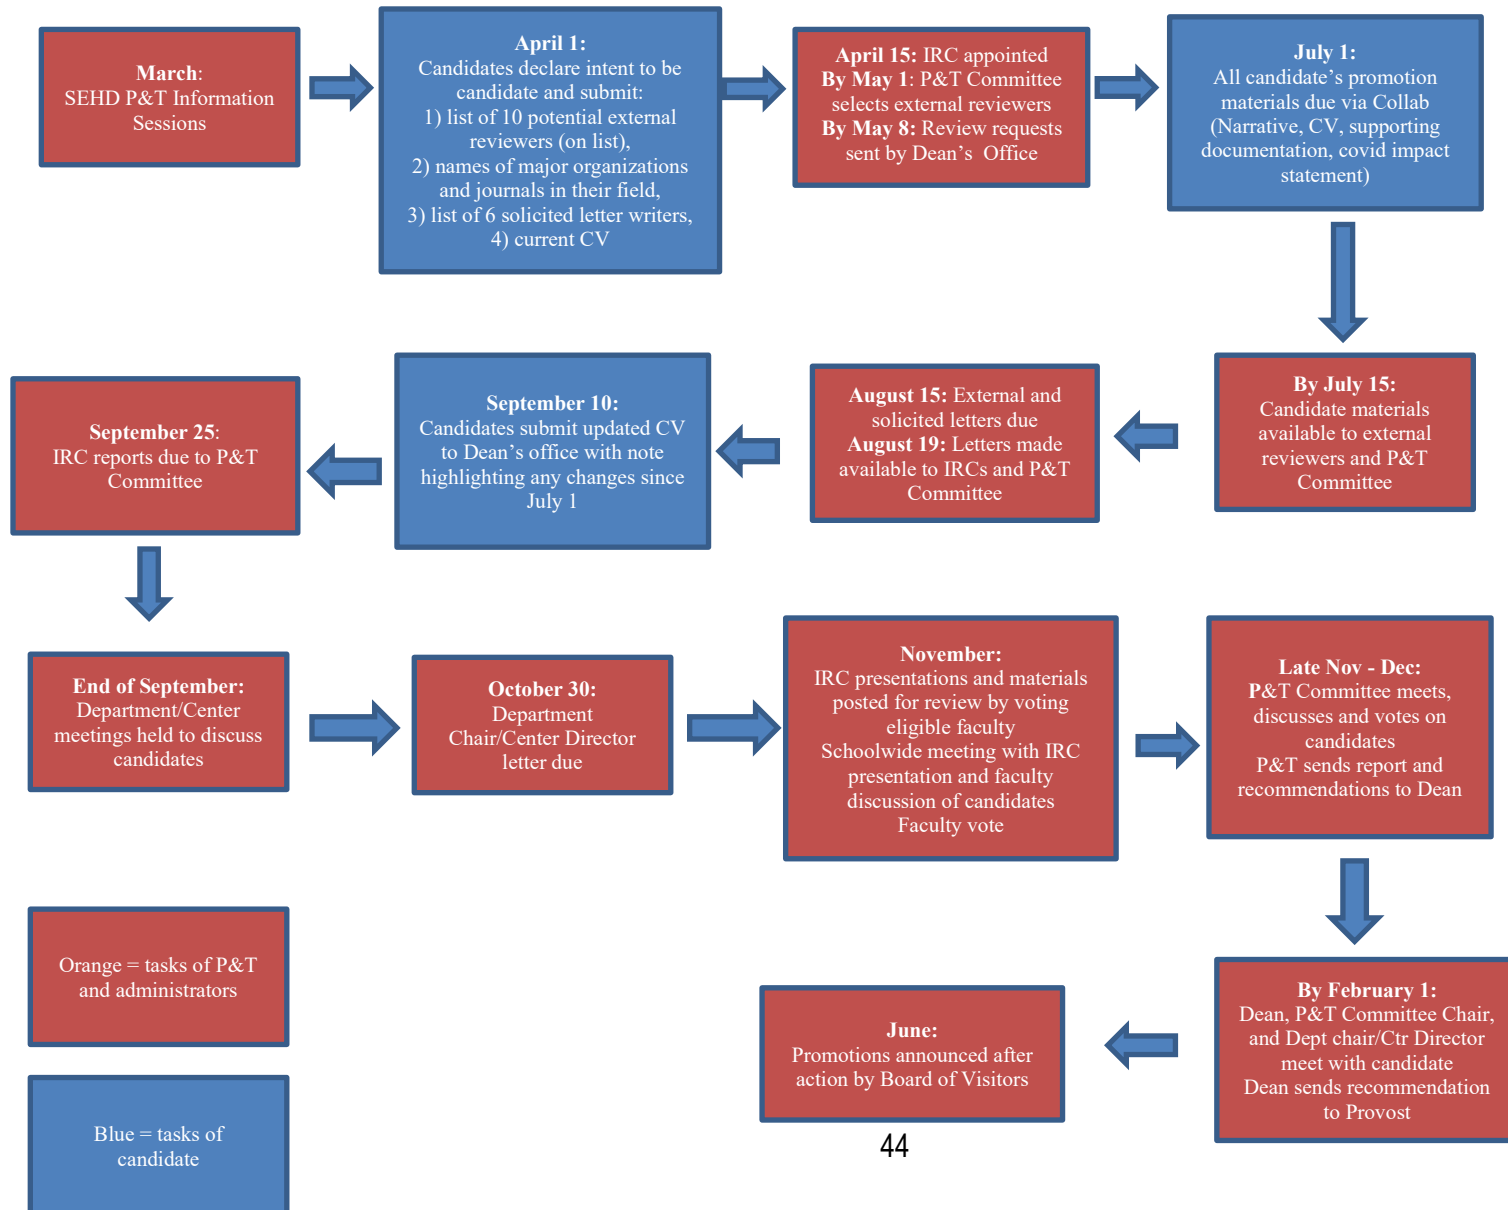 March:
SEHD P&T Information
Sessions
April 1:
Candidates declare intent to be
candidate and submit:
1) list of 10 potential external
reviewers (on list),
2) names of major organizations
and journals in their field,
3) list of 6 solicited letter writers,
4) current CV
April 15: IRC appointed
By May 1: P&T Committee
selects external reviewers
By May 8: Review requests
sent by Dean’s  Office
July 1:
All candidate’s promotion
materials due via Collab
(Narrative, CV, supporting
documentation, covid impact
statement)
By July 15:
Candidate materials
available to external
reviewers and P&T
Committee
August 15: External and
solicited letters due
August 19: Letters made
available to IRCs and P&T
Committee
September 10:
Candidates submit updated CV
to Dean’s office with note
highlighting any changes since
July 1
September 25:
IRC reports due to P&T
Committee
End of September:
Department/Center
meetings held to discuss
candidates
October 30:
Department
Chair/Center Director
letter due
November:
IRC presentations and materials
posted for review by voting
eligible faculty
Schoolwide meeting with IRC
presentation and faculty
discussion of candidates
Faculty vote
Late Nov - Dec:
P&T Committee meets,
discusses and votes on
candidates
P&T sends report and
recommendations to Dean
By February 1:
Dean, P&T Committee Chair,
and Dept chair/Ctr Director
meet with candidate
Dean sends recommendation
to Provost
June:
Promotions announced after
action by Board of Visitors
Orange = tasks of P&T
and administrators
Blue = tasks of
candidate
44